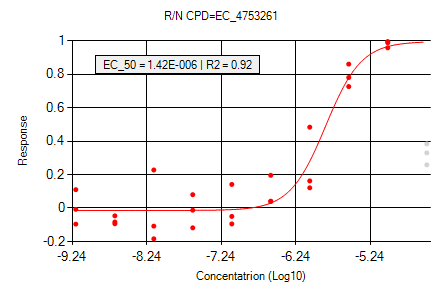 R/N CPD=EC_4753261
EC_50 = 1.42E-006 | R2 = 0.92
Response
1
0.8
0.6
0.4
0.2
0
-0.2
-9.24 -8.24 -7.24 -6.24 -5.24
Concentatrion (Log10)